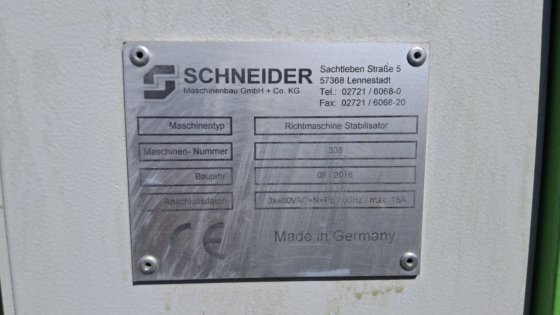 SCHNEIDER
Maschinenbau GmbH + Co. KG
Sachtleben Straße 5
57368 Lennestadt
Tel.: 02721 / 6068-0
Fax: 02721 / 6068-20
Maschinentyp Richtmaschine Stabilisator
Maschinen- Nummer 338
Baujahr 08 - 2016
Anschlussdaten 3x400VAC+N+PE / 50Hz / max. 16A
CE
Made in Germany